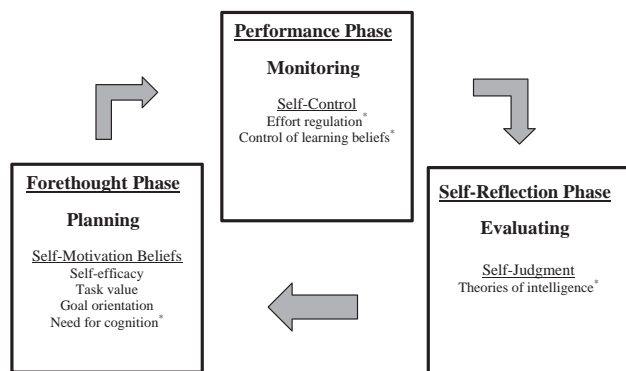 Performance Phase
Monitoring
Self-Control
Effort regulation*
Control of learning beliefs*
Forethought Phase
Planning
Self-Motivation Beliefs
Self-efficacy
Task value
Goal orientation
Need for cognition*
Self-Reflection Phase
Evaluating
Self-Judgment
Theories of intelligence*